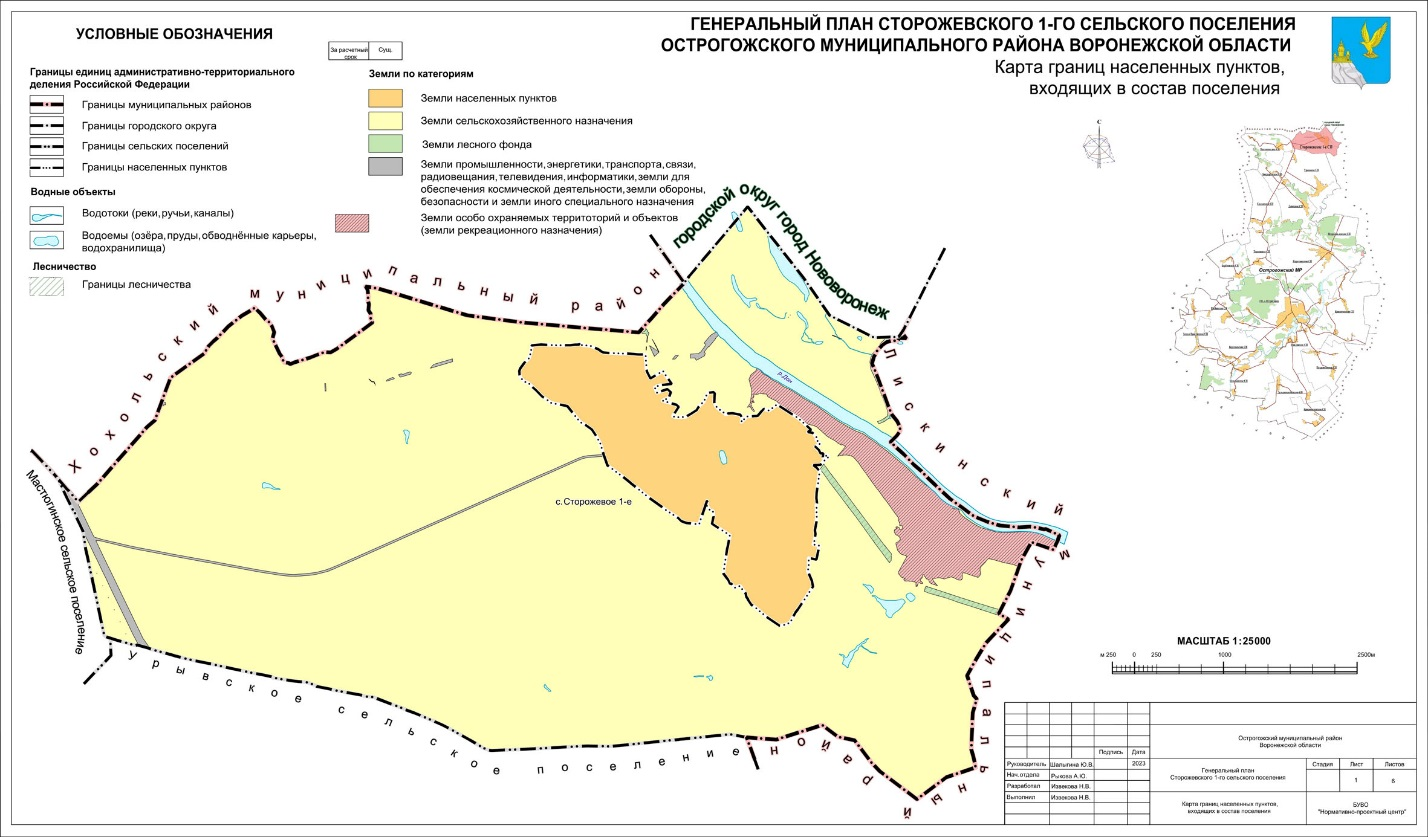 ГЕНЕРАЛЬНЫЙ ПЛАН СТОРОЖЕВСКОГО 1-ГО СЕЛЬСКОГО ПОСЕЛЕНИЯ
ОСТРОГОЖСКОГО МУНИЦИПАЛЬНОГО РАЙОНА ВОРОНЕЖСКОЙ ОБЛАСТИ
Карта границ населенных пунктов,
входящих в состав поселения
УСЛОВНЫЕ ОБОЗНАЧЕНИЯ
За расчетный
срок
Сущ.
Границы единиц административно-территориального
деления Российской Федерации
Границы муниципальных районов
Границы городского округа
Границы сельских поселений
Границы населенных пунктов
Водные объекты
Водотоки (реки, ручьи, каналы)
Водоемы (озёра, пруды, обводнённые карьеры,
водохранилища)
Лесничество
Границы лесничества
Земли по категориям
Земли населенных пунктов
Земли сельскохозяйственного назначения
Земли лесного фонда
Земли промышленности, энергетики, транспорта, связи,
радиовещания, телевидения, информатики, земли для
обеспечения космической деятельности, земли обороны,
безопасности и земли иного специального назначения
Земли особо охраняемых территорий и объектов
(земли рекреационного назначения)
С
Острогожский МР
городской округ город Нововоронеж
Хохольский муниципальный район
Лискинский муниципальный район
р.Дон
с.Сторожевое 1-е
Мастюгинское сельское поселение
Урывское сельское поселение
МАСШТАБ 1:25000
м 250 0 250 1000 2500м
Острогожский муниципальный район
Воронежской области
Подпись Дата
Руководитель Шалыгина Ю.В. 2023
Нач.отдела Рыкова А.Ю.
Разработал Извекова Н.В.
Выполнил Извекова Н.В.
Генеральный план
Сторожевского 1-го сельского поселения
Стадия Лист Листов
1 6
Карта границ населенных пунктов,
входящих в состав поселения
БУВО
"Нормативно-проектный центр"